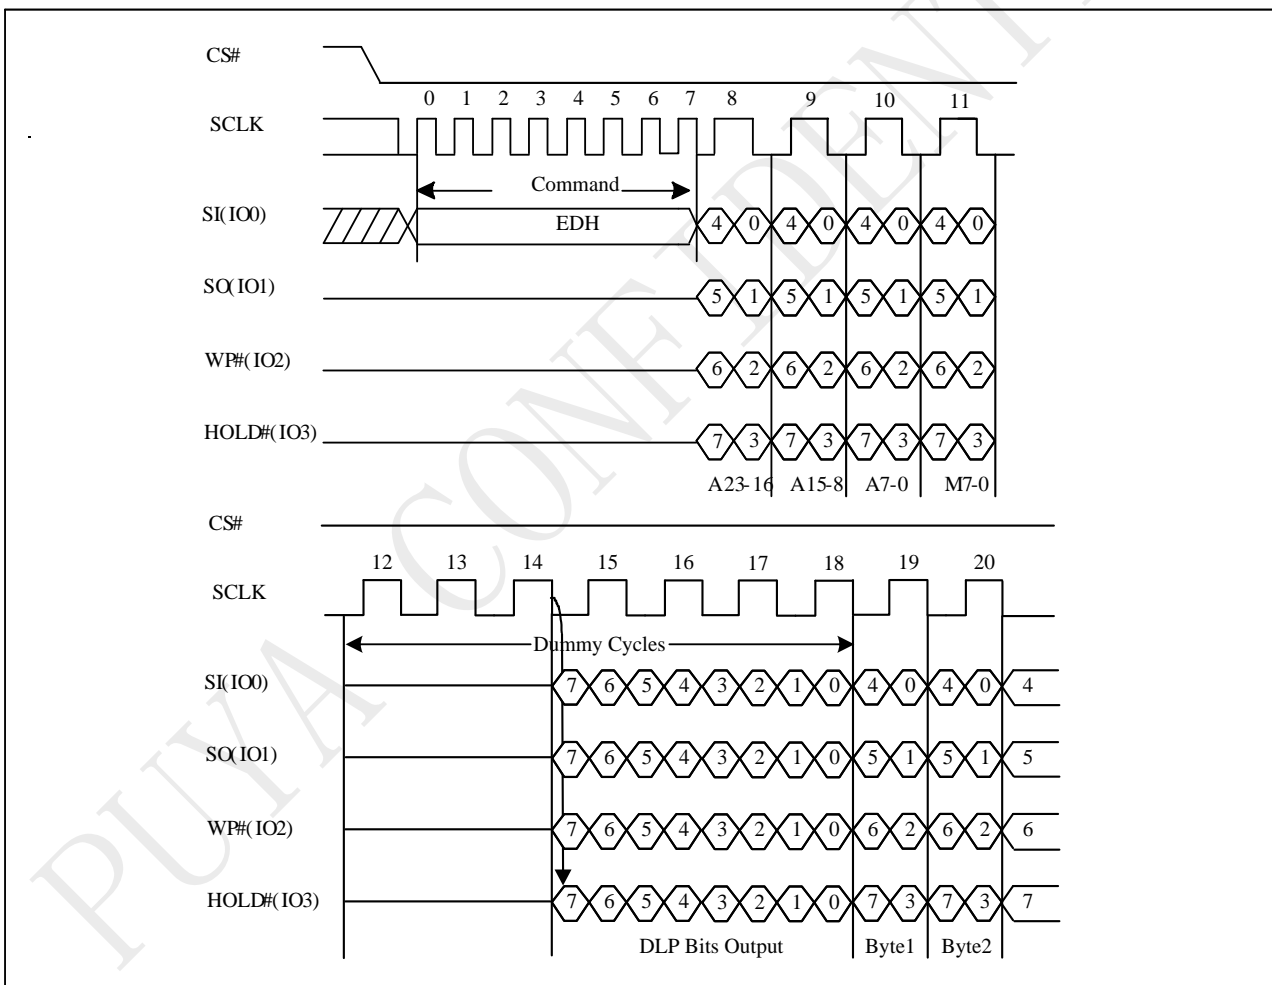 CS#
0 1 2 3 4 5 6 7 8 9 10 11
SCLK
Command
SI(IO0) EDH 4 0 4 0 4 0 4 0
SO(IO1) 5 1 5 1 5 1 5 1
WP#(IO2) 6 2 6 2 6 2 6 2
HOLD#(IO3) 7 3 7 3 7 3 7 3
A23-16 A15-8 A7-0 M7-0
CS#
12 13 14 15 16 17 18 19 20
SCLK
Dummy Cycles
SI(IO0) 7 6 5 4 3 2 1 0 4 0 4 0 4
SO(IO1) 7 6 5 4 3 2 1 0 5 1 5 1 5
WP#(IO2) 7 6 5 4 3 2 1 0 6 2 6 2 6
HOLD#(IO3) 7 6 5 4 3 2 1 0 7 3 7 3 7
DLP Bits Output Byte1 Byte2
PUYA CONFIDENT